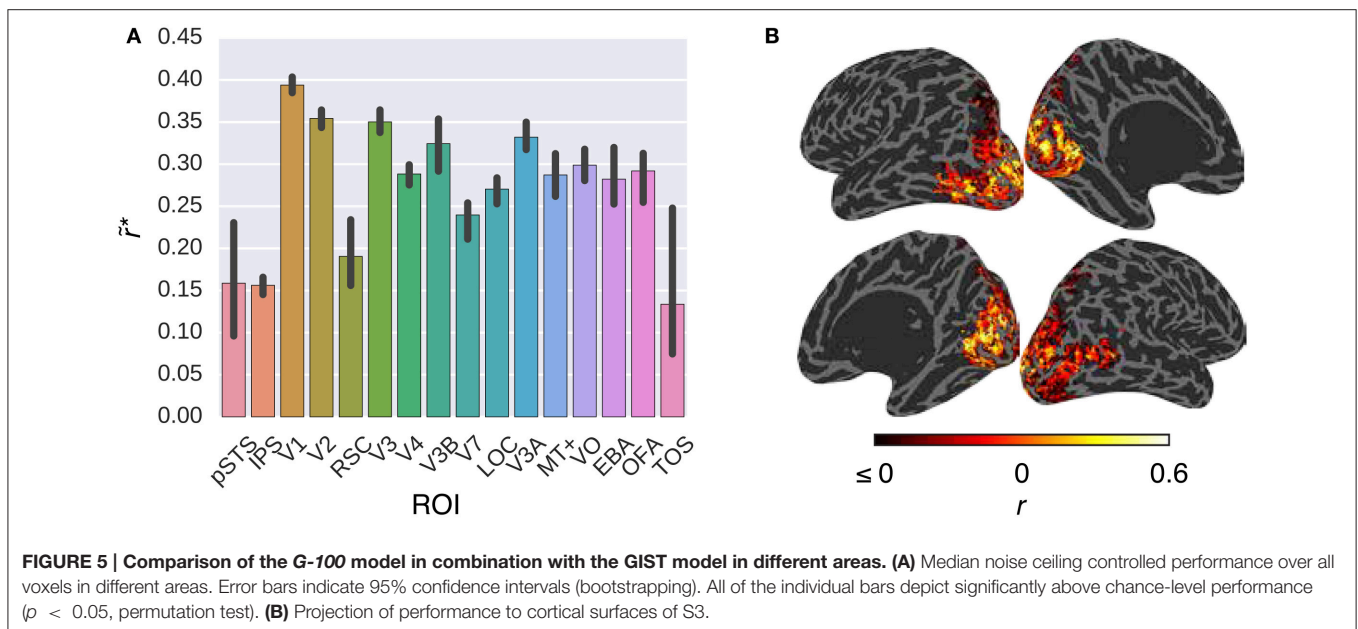 A
B
0.45
0.40
0.35
0.30
0.25
0.20
0.15
0.10
0.05
0.00
r̃*
pSTS IPS V1 V2 RSC V3 V4 V3B V7 LOC V3A MT+ VO EBA OFA TOS
ROI
≤ 0 0 0.6
r
FIGURE 5 | Comparison of the G-100 model in combination with the GIST model in different areas. (A) Median noise ceiling controlled performance over all
voxels in different areas. Error bars indicate 95% confidence intervals (bootstrapping). All of the individual bars depict significantly above chance-level performance
(p < 0.05, permutation test). (B) Projection of performance to cortical surfaces of S3.